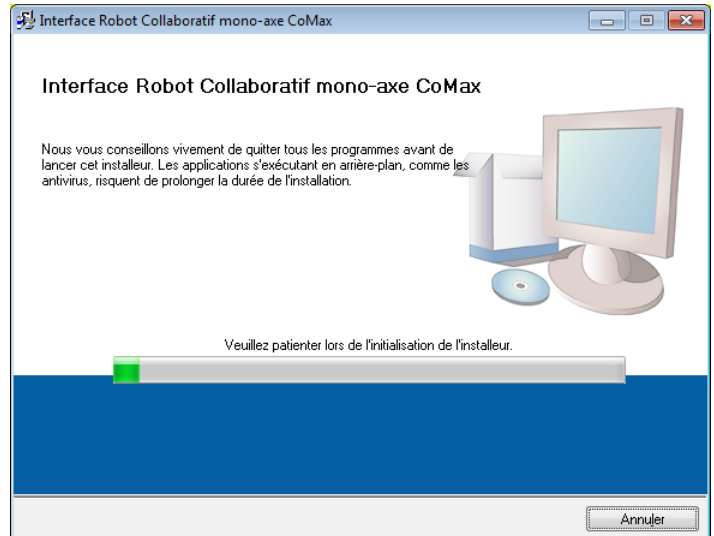 Interface Robot Collaboratif mono-axe CoMax
Interface Robot Collaboratif mono-axe CoMax
Nous vous conseillons vivement de quitter tous les programmes avant de
lancer cet installeur. Les applications s'exécutant en arrière-plan, comme les
antivirus, risquent de prolonger la durée de l'installation.
Veuillez patienter lors de l'initialisation de l'installeur.
Annuler